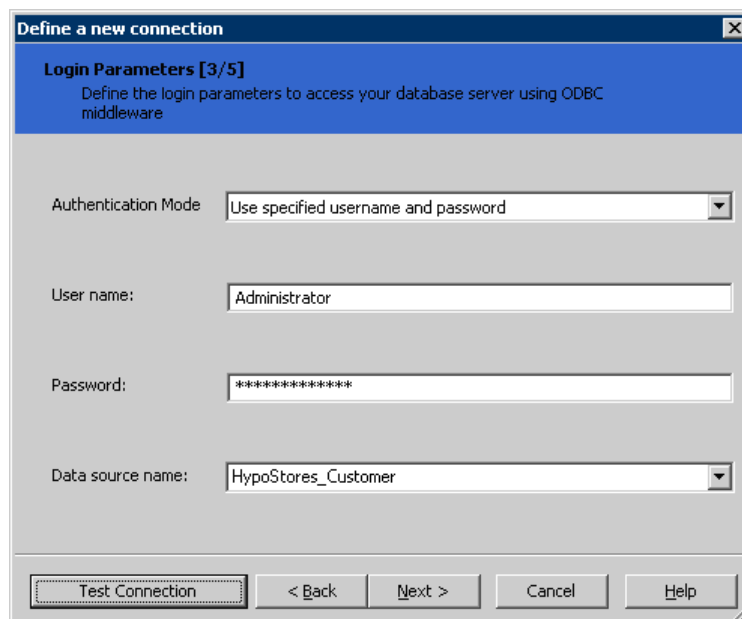 Define a new connection
Login Parameters [3/5]
Define the login parameters to access your database server using ODBC
middleware
Authentication Mode Use specified username and password
User name: Administrator
Password: *************
Data source name: HypoStores_Customer
Test Connection < Back Next > Cancel Help